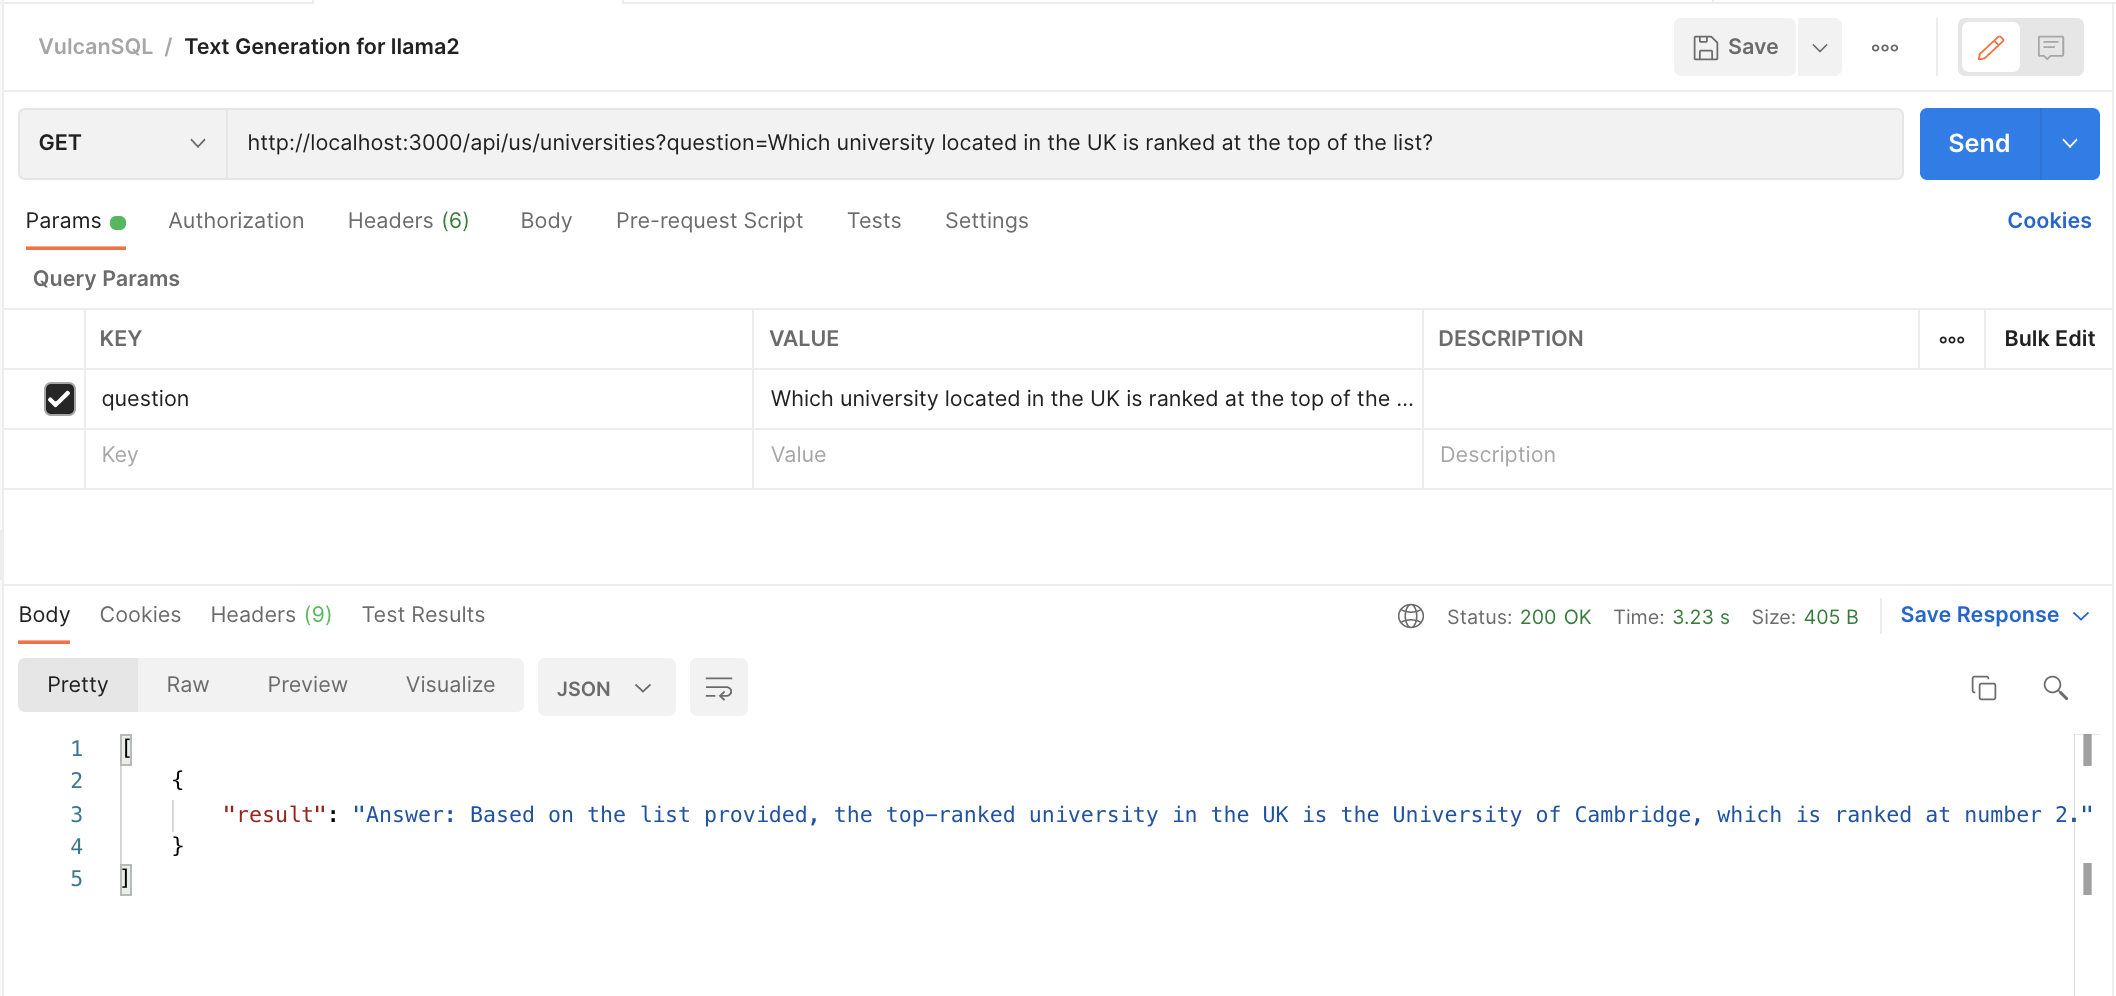 VulcanSQL / Text Generation for llama2
Save
GET
http://localhost:3000/api/us/universities?question=Which university located in the UK is ranked at the top of the list?
Send
Params Authorization Headers (6) Body Pre-request Script Tests Settings Cookies
Query Params
KEY VALUE DESCRIPTION Bulk Edit
question Which university located in the UK is ranked at the top of the ...
Key Value Description
Body Cookies Headers (9) Test Results Status: 200 OK Time: 3.23 s Size: 405 B Save Response
Pretty Raw Preview Visualize JSON
1 [
2 {
3 "result": "Answer: Based on the list provided, the top-ranked university in the UK is the University of Cambridge, which is ranked at number 2."
4 }
5 ]